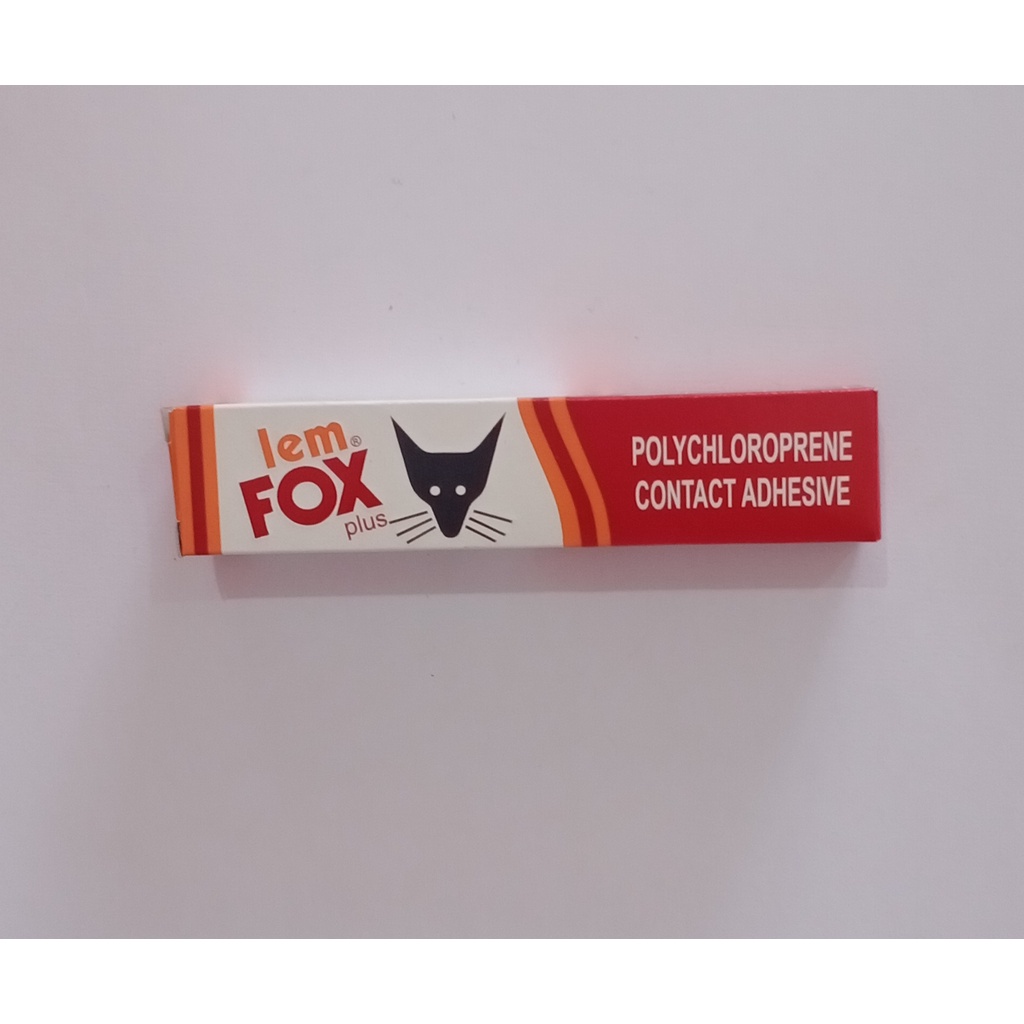 lem®
FOX
plus
POLYCHLOROPRENE
CONTACT ADHESIVE